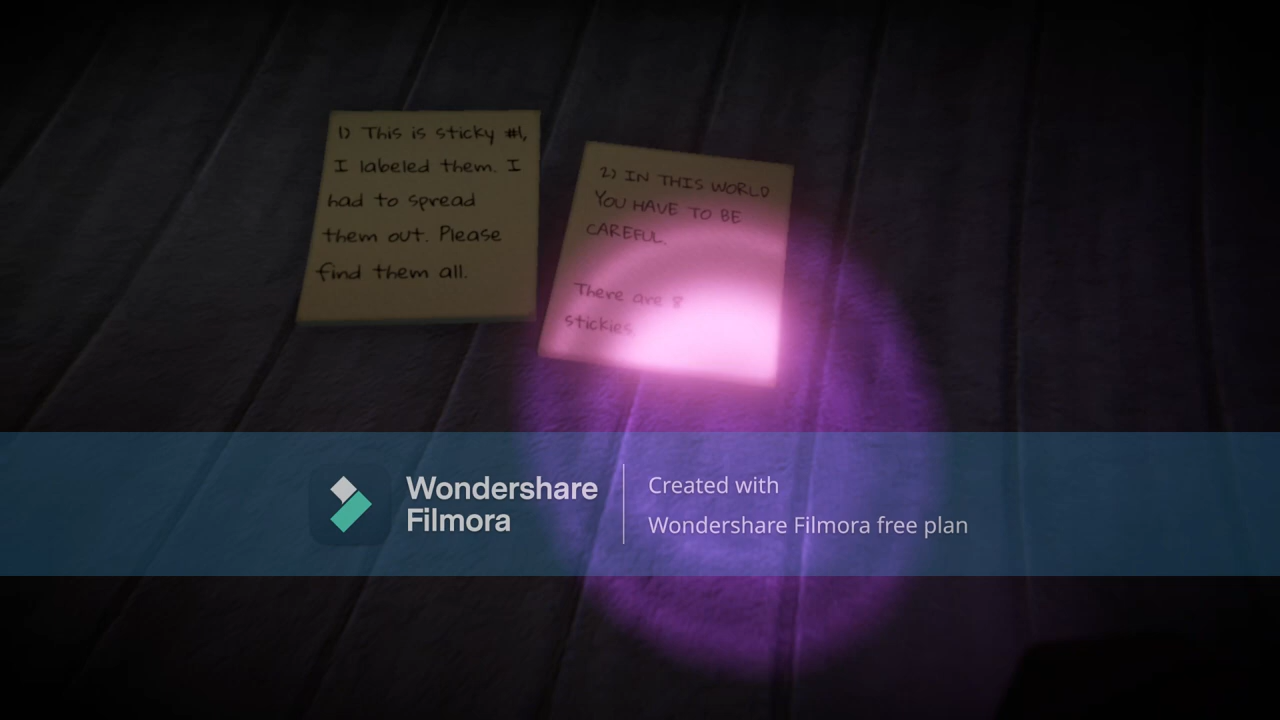 1) This is sticky #1,
I labeled them. I
had to spread
them out. Please
find them all.
2) IN THIS WORLD
YOU HAVE TO BE
CAREFUL.
There are 8
stickies
Wondershare
Filmora
Created with
Wondershare Filmora free plan